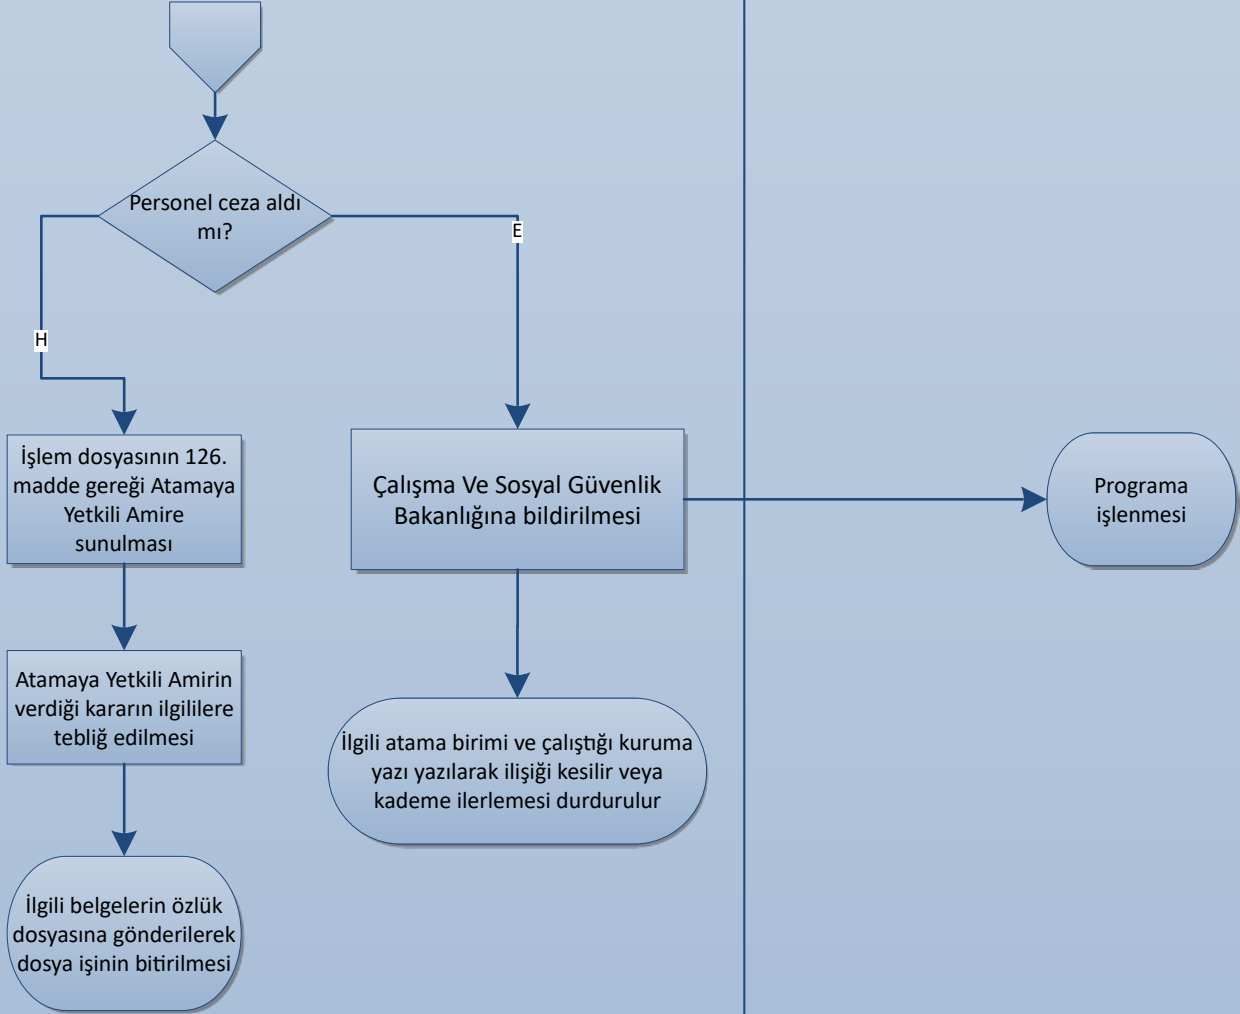 Personel ceza aldı
mı?
E
H
İşlem dosyasının 126.
madde gereği Atamaya
Yetkili Amire
sunulması
Çalışma Ve Sosyal Güvenlik
Bakanlığına bildirilmesi
Programa
işlenmesi
Atamaya Yetkili Amirin
verdiği kararın ilgililere
tebliğ edilmesi
İlgili atama birimi ve çalıştığı kuruma
yazı yazılarak ilişiği kesilir veya
kademe ilerlemesi durdurulur
İlgili belgelerin özlük
dosyasına gönderilerek
dosya işinin bitirilmesi